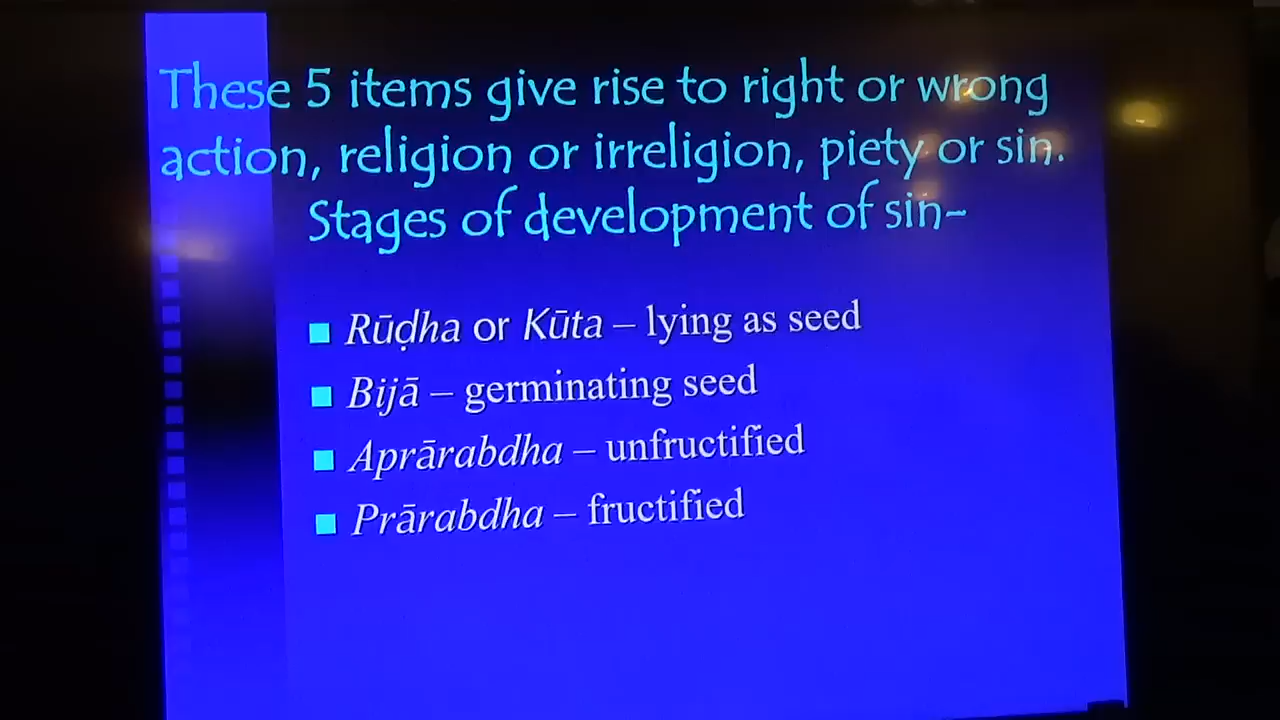 These 5 items give rise to right or wrong
action, religion or irreligion, piety or sin.
Stages of development of sin-
Rūḍha or Kūta – lying as seed
Bijā – germinating seed
Aprārabdha – unfructified
Prārabdha – fructified